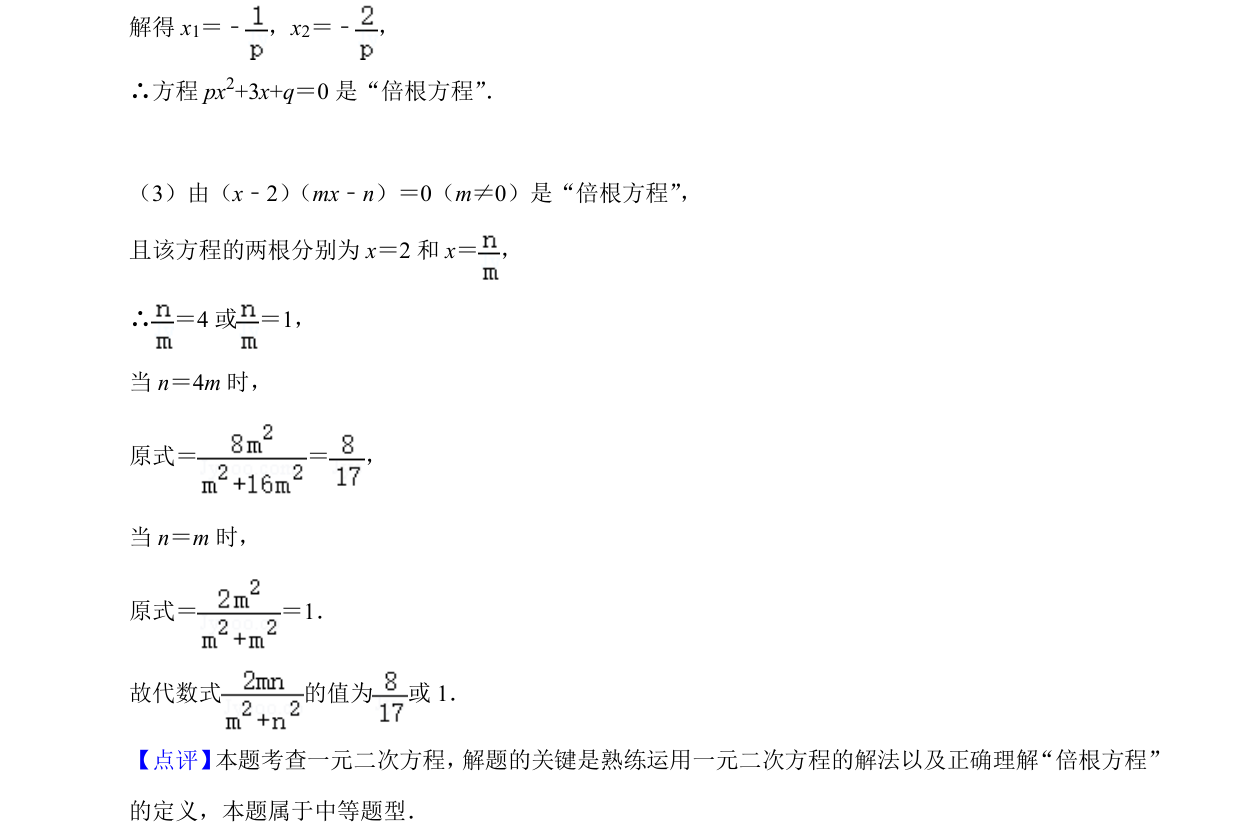 解得 x1＝﹣1/p，x2＝﹣2/p，
∴方程 px²+3x+q＝0 是“倍根方程”．
（3）由（x﹣2）（mx﹣n）＝0（m≠0）是“倍根方程”，
且该方程的两根分别为 x＝2 和 x＝n/m，
∴n/m＝4 或n/m＝1，
当 n＝4m 时，
原式＝8m²/(m²+16m²)＝8/17，
当 n＝m 时，
原式＝2m²/(m²+m²)＝1．
故代数式2mn/(m²+n²)的值为8/17或 1．
【点评】本题考查一元二次方程，解题的关键是熟练运用一元二次方程的解法以及正确理解“倍根方程”
的定义，本题属于中等题型．